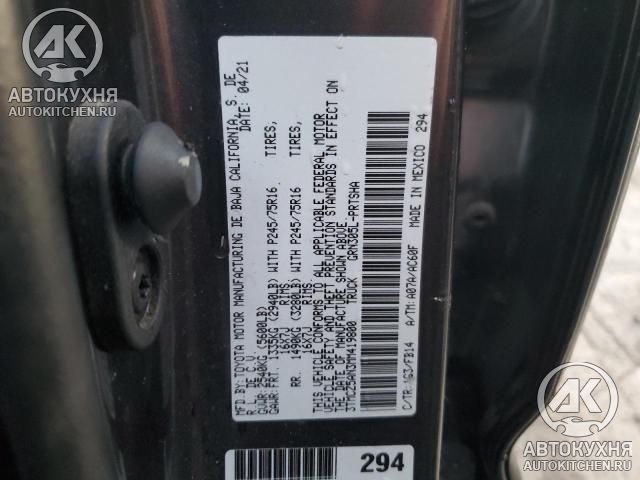 АК
АВТОКУХНЯ
AUTOKITCHEN.RU
MFD.BY: TOYOTA MOTOR MANUFACTURING DE BAJA CALIFORNIA, S. DE
R.L. DE C.V. DATE: 04/21
GVWR: 2540KG (5600LB)
GAWR: FRT. 1335KG (2940LB) WITH P245/75R16 TIRES,
16X7J RIMS.
RR. 1490KG (3280LB) WITH P245/75R16 TIRES,
16X7J RIMS.
THIS VEHICLE CONFORMS TO ALL APPLICABLE FEDERAL MOTOR
VEHICLE SAFETY AND THEFT PREVENTION STANDARDS IN EFFECT ON
THE DATE OF MANUFACTURE SHOWN ABOVE.
3TMCZ5AN3MM419800 TRUCK GRN305L-PRTSHA
C/TR: 1G3/FB14 A/TM: A07A/AC60F MADE IN MEXICO 294
294
АК
АВТОКУХНЯ
AUTOKITCHEN.RU